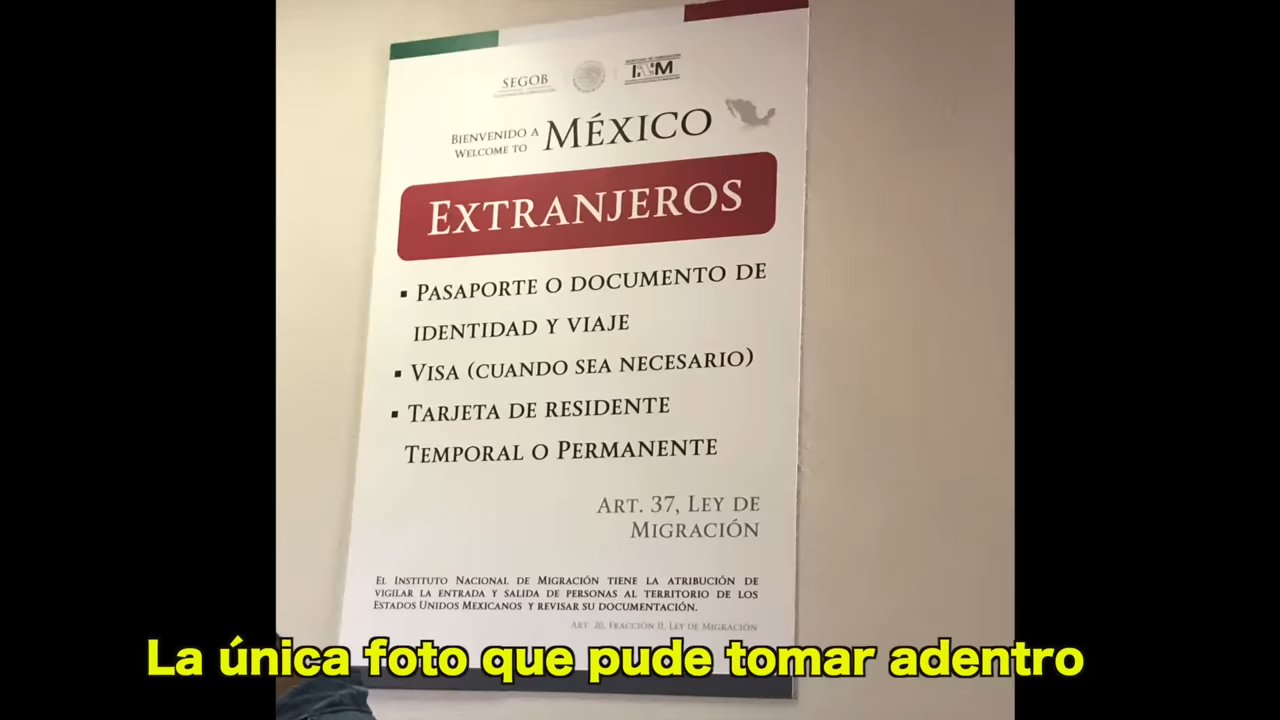 SEGOB
INM
BIENVENIDO A
WELCOME TO
MÉXICO
EXTRANJEROS
▪ PASAPORTE O DOCUMENTO DE
IDENTIDAD Y VIAJE
▪ VISA (CUANDO SEA NECESARIO)
▪ TARJETA DE RESIDENTE
TEMPORAL O PERMANENTE
ART. 37, LEY DE
MIGRACIÓN
EL INSTITUTO NACIONAL DE MIGRACIÓN TIENE LA ATRIBUCIÓN DE
VIGILAR LA ENTRADA Y SALIDA DE PERSONAS AL TERRITORIO DE LOS
ESTADOS UNIDOS MEXICANOS Y REVISAR SU DOCUMENTACIÓN.
ART. 20, FRACCIÓN II, LEY DE MIGRACIÓN
La única foto que pude tomar adentro